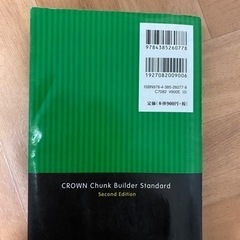 9784385260778
1927082009006
ISBN978-4-385-26077-8
C7082 ¥900E
定価(本体900円+税)
CROWN Chunk Builder Standard
Second Edition